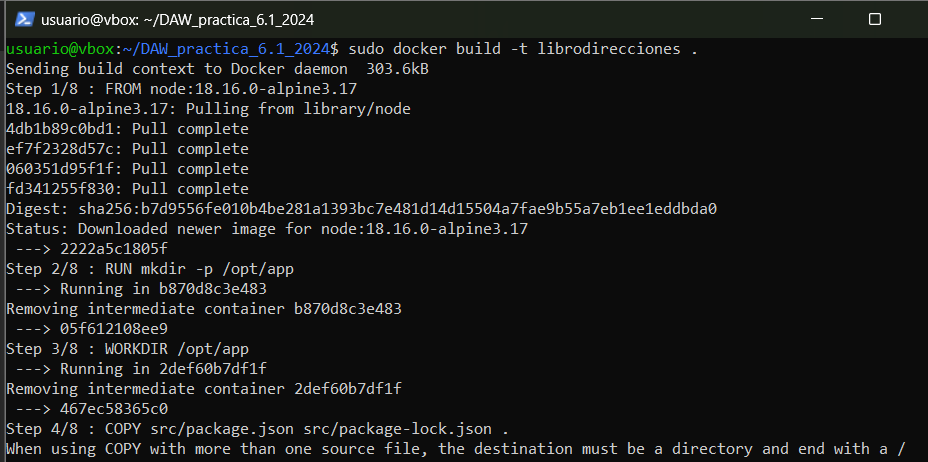 usuario@vbox: ~/DAW_practica_6.1_2024
usuario@vbox:~/DAW_practica_6.1_2024$ sudo docker build -t librodirecciones .
Sending build context to Docker daemon  303.6kB
Step 1/8 : FROM node:18.16.0-alpine3.17
18.16.0-alpine3.17: Pulling from library/node
4db1b89c0bd1: Pull complete
ef7f2328d57c: Pull complete
060351d95f1f: Pull complete
fd341255f830: Pull complete
Digest: sha256:b7d9556fe010b4be281a1393bc7e481d14d15504a7fae9b55a7eb1ee1eddbda0
Status: Downloaded newer image for node:18.16.0-alpine3.17
 ---> 2222a5c1805f
Step 2/8 : RUN mkdir -p /opt/app
 ---> Running in b870d8c3e483
Removing intermediate container b870d8c3e483
 ---> 05f612108ee9
Step 3/8 : WORKDIR /opt/app
 ---> Running in 2def60b7df1f
Removing intermediate container 2def60b7df1f
 ---> 467ec58365c0
Step 4/8 : COPY src/package.json src/package-lock.json .
When using COPY with more than one source file, the destination must be a directory and end with a /